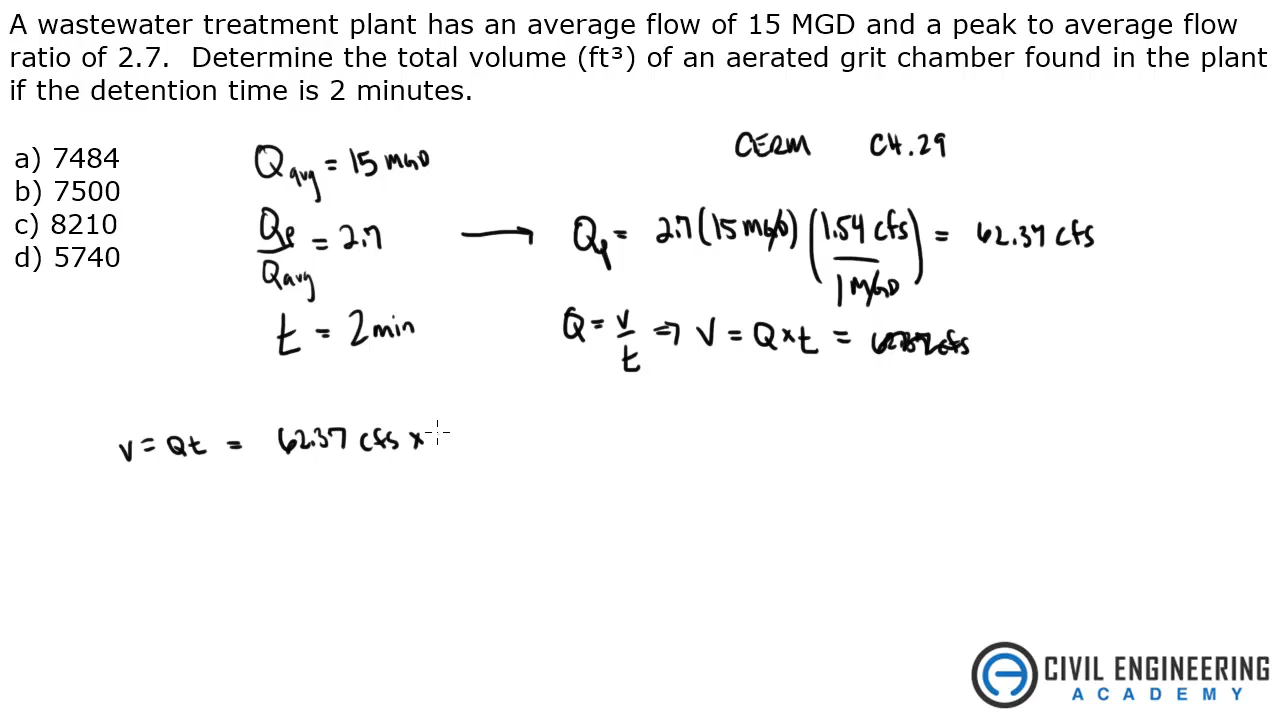 A wastewater treatment plant has an average flow of 15 MGD and a peak to average flow
ratio of 2.7. Determine the total volume (ft³) of an aerated grit chamber found in the plant
if the detention time is 2 minutes.
a) 7484
b) 7500
c) 8210
d) 5740
CERM C4.29
Qavg = 15 MGD
Qp/Qavg = 2.7 → Qp = 2.7 (15 MGD) (1.54 cfs / 1 MGD) = 62.37 cfs
t = 2 min
Q = V/t ⇒ V = Q × t =
V = Qt = 62.37 cfs ×
CIVIL ENGINEERING
ACADEMY